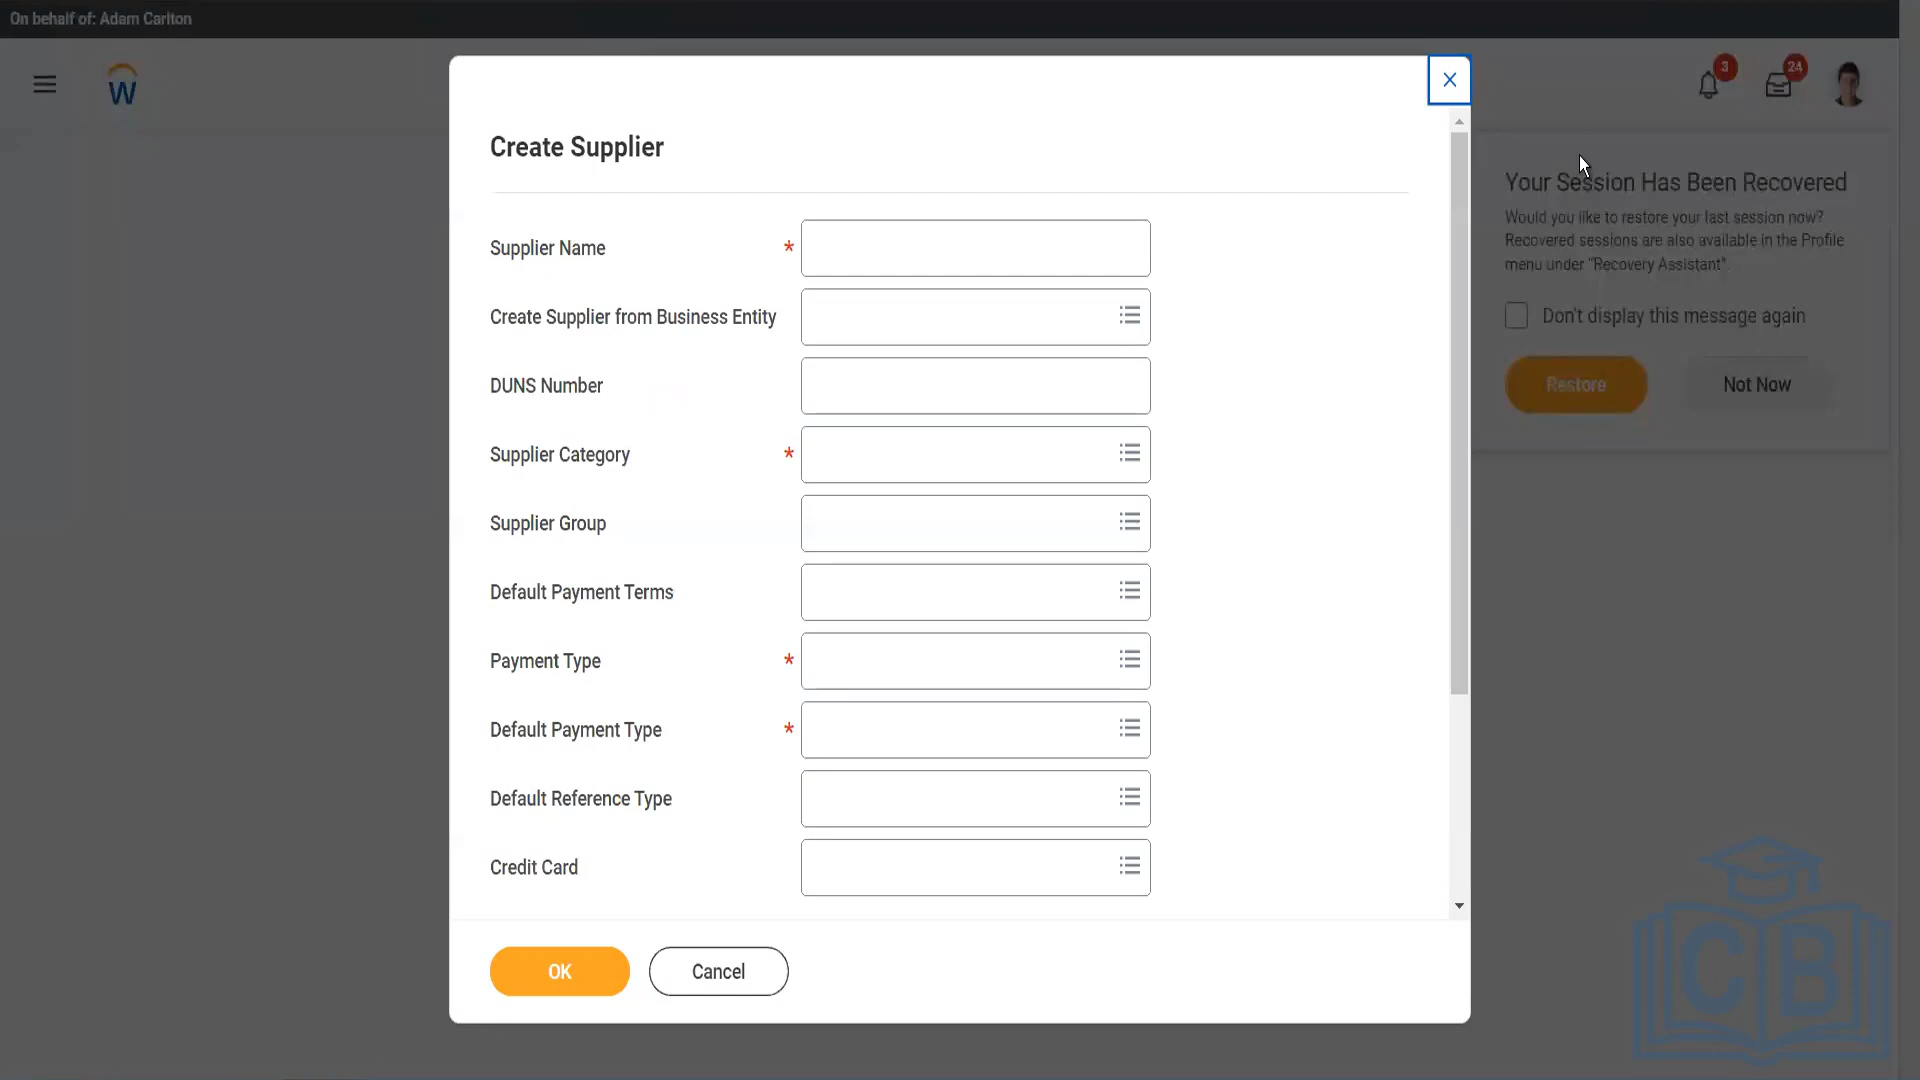 On behalf of: Adam Carlton
W
3
24
Create Supplier
Supplier Name *
Create Supplier from Business Entity
DUNS Number
Supplier Category *
Supplier Group
Default Payment Terms
Payment Type *
Default Payment Type *
Default Reference Type
Credit Card
OK
Cancel
Your Session Has Been Recovered
Would you like to restore your last session now?
Recovered sessions are also available in the Profile
menu under "Recovery Assistant".
Don't display this message again
Restore
Not Now
CB